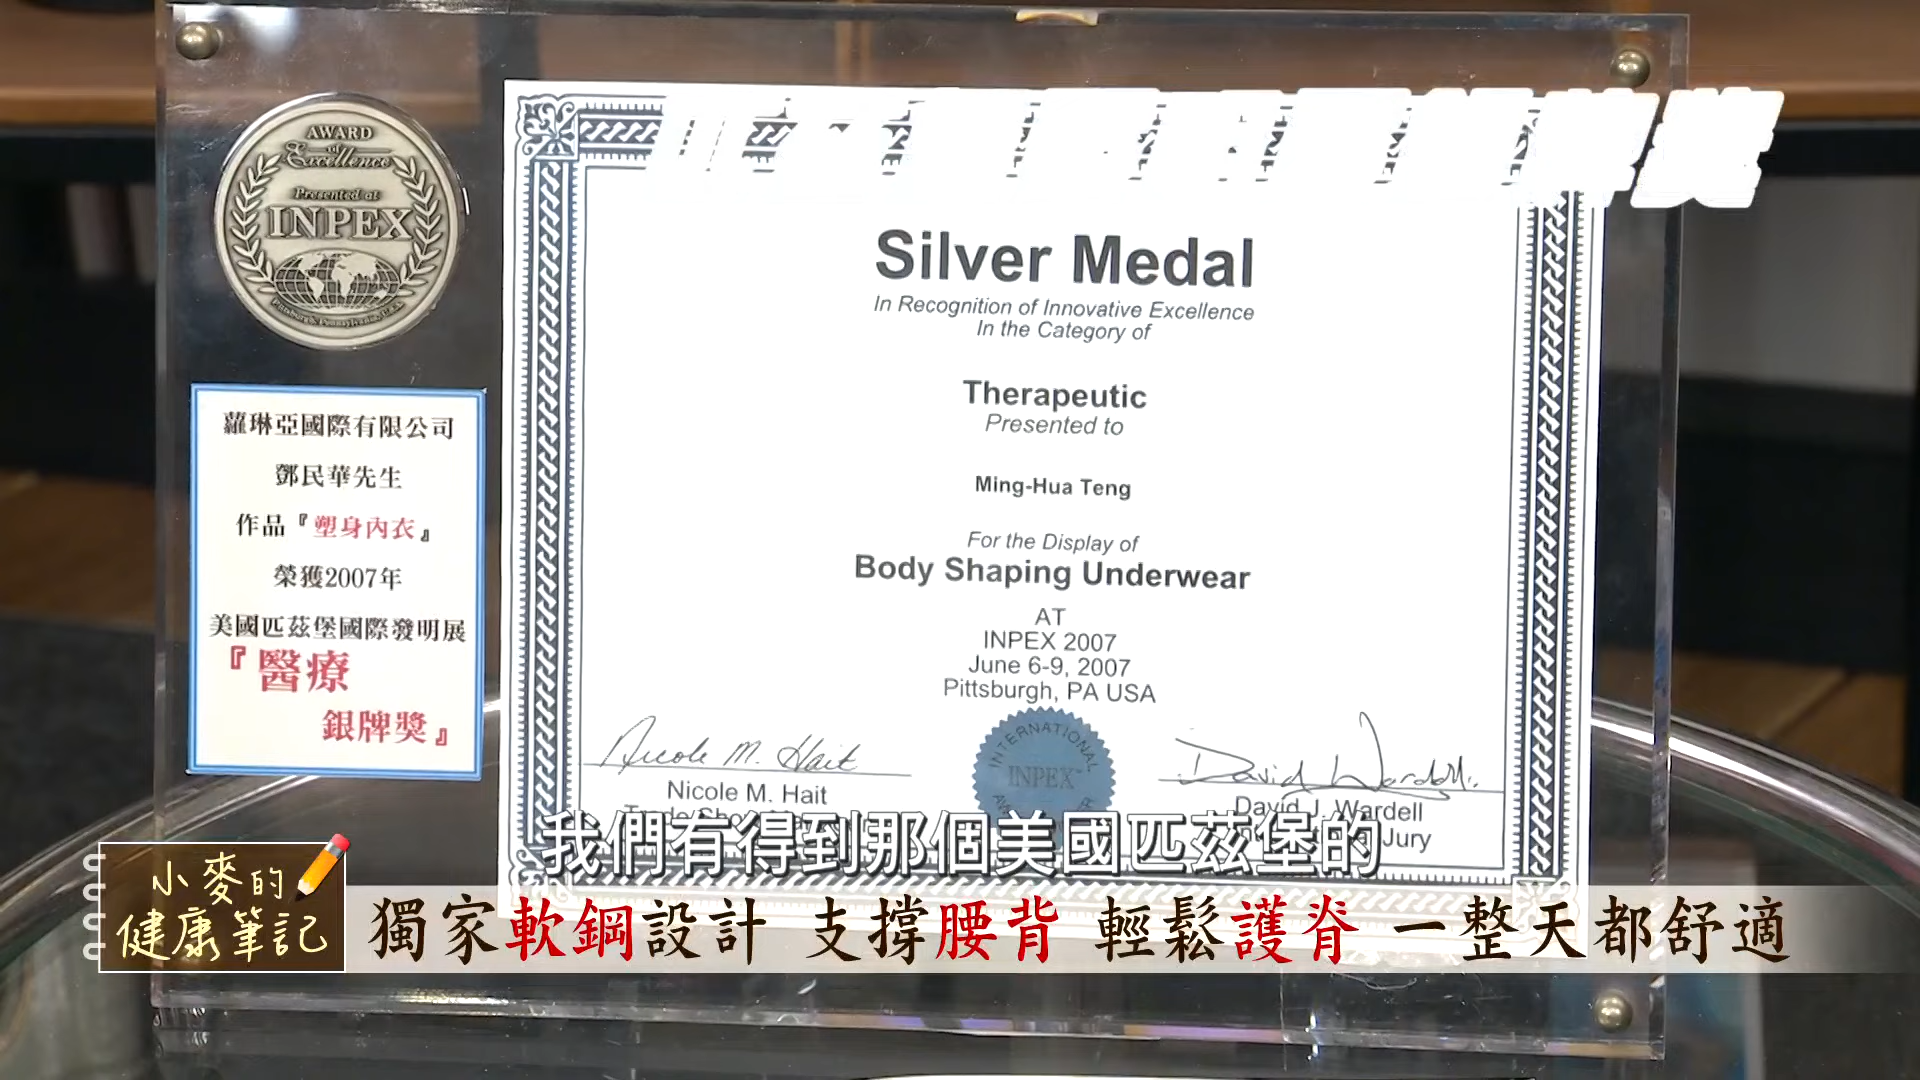 AWARD
of
Excellence
Presented at
INPEX
蘿琳亞國際有限公司
鄧民華先生
作品『塑身內衣』
榮獲2007年
美國匹茲堡國際發明展
『醫療
銀牌獎』
Silver Medal
In Recognition of Innovative Excellence
In the Category of
Therapeutic
Presented to
Ming-Hua Teng
For the Display of
Body Shaping Underwear
AT
INPEX 2007
June 6-9, 2007
Pittsburgh, PA USA
Nicole M. Hait
David J. Wardell
Nicole M. Hait
David J. Wardell
Jury
INTERNATIONAL
INPEX
我們有得到那個美國匹茲堡的
小麥的
健康筆記
獨家軟鋼設計 支撐腰背 輕鬆護脊 一整天都舒適